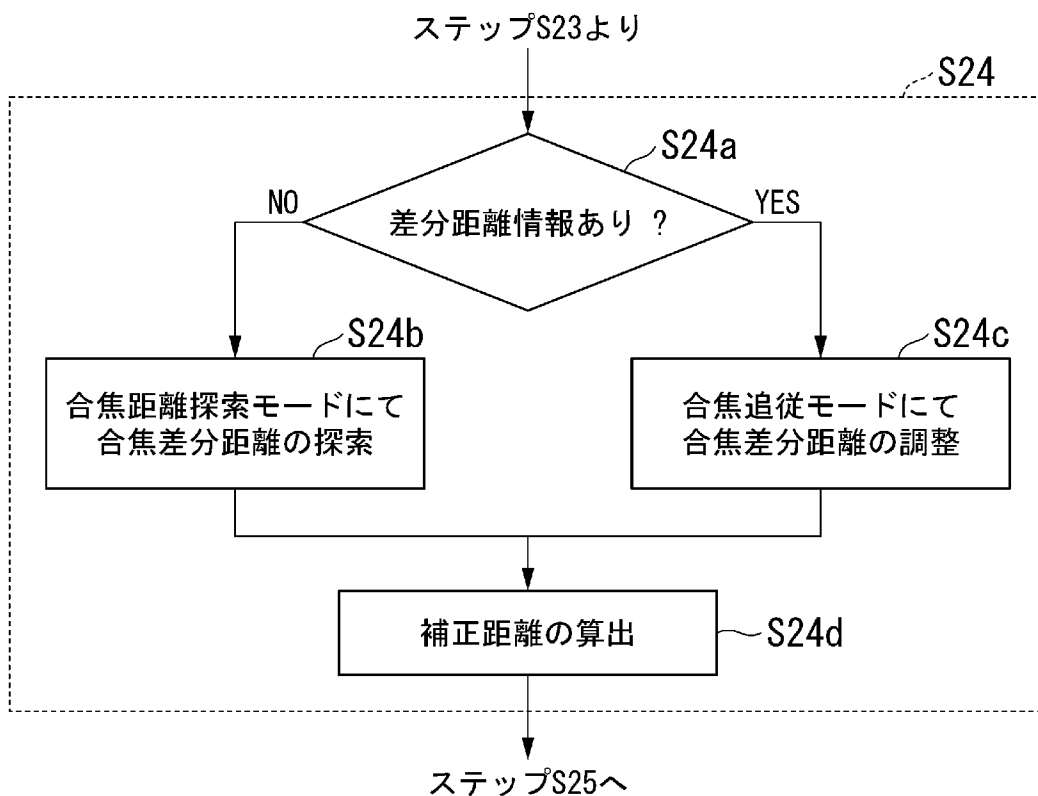 ステップS23より
S24
S24a
NO
差分距離情報あり ?
YES
S24b
合焦距離探索モードにて
合焦差分距離の探索
S24c
合焦追従モードにて
合焦差分距離の調整
補正距離の算出
S24d
ステップS25へ